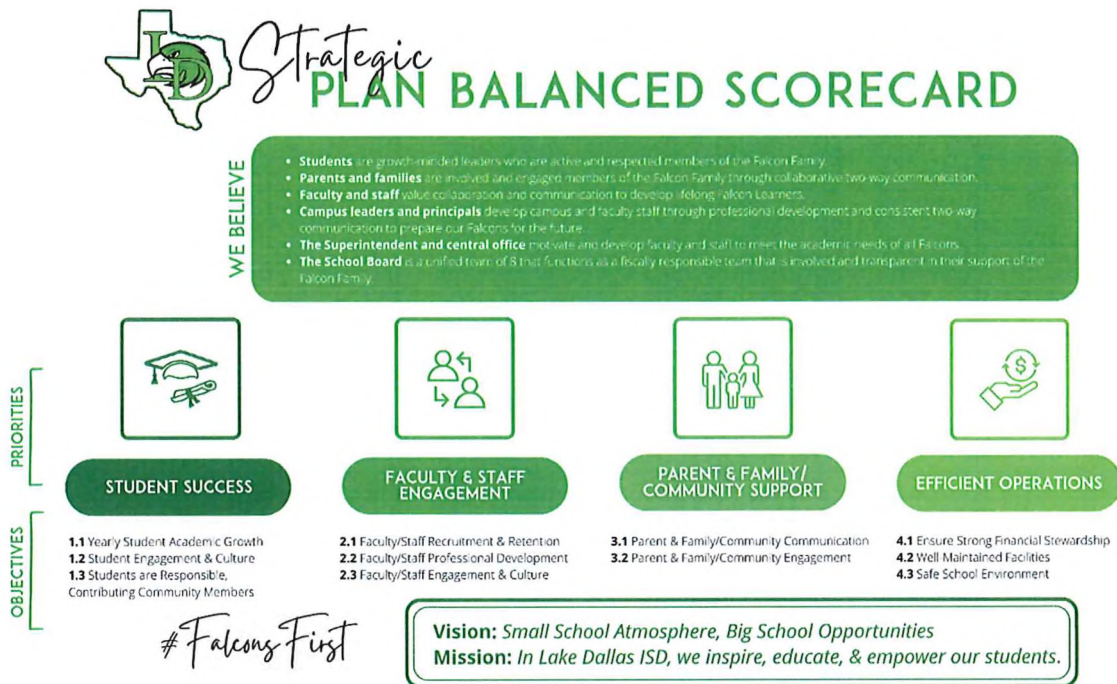 LD
Strategic
PLAN BALANCED SCORECARD
WE BELIEVE
• Students are growth-minded leaders who are active and respected members of the Falcon Family.
• Parents and families are involved and engaged members of the Falcon Family through collaborative two-way communication.
• Faculty and staff value collaboration and communication to develop lifelong Falcon Learners.
• Campus leaders and principals develop campus and faculty staff through professional development and consistent two-way
communication to prepare our Falcons for the future.
• The Superintendent and central office motivate and develop faculty and staff to meet the academic needs of all Falcons.
• The School Board is a unified team of 8 that functions as a fiscally responsible team that is involved and transparent in their support of the
Falcon Family.
PRIORITIES
STUDENT SUCCESS
FACULTY & STAFF
ENGAGEMENT
PARENT & FAMILY/
COMMUNITY SUPPORT
$
EFFICIENT OPERATIONS
OBJECTIVES
1.1 Yearly Student Academic Growth
1.2 Student Engagement & Culture
1.3 Students are Responsible,
Contributing Community Members
2.1 Faculty/Staff Recruitment & Retention
2.2 Faculty/Staff Professional Development
2.3 Faculty/Staff Engagement & Culture
3.1 Parent & Family/Community Communication
3.2 Parent & Family/Community Engagement
4.1 Ensure Strong Financial Stewardship
4.2 Well-Maintained Facilities
4.3 Safe School Environment
#FalconsFirst
Vision: Small School Atmosphere, Big School Opportunities
Mission: In Lake Dallas ISD, we inspire, educate, & empower our students.